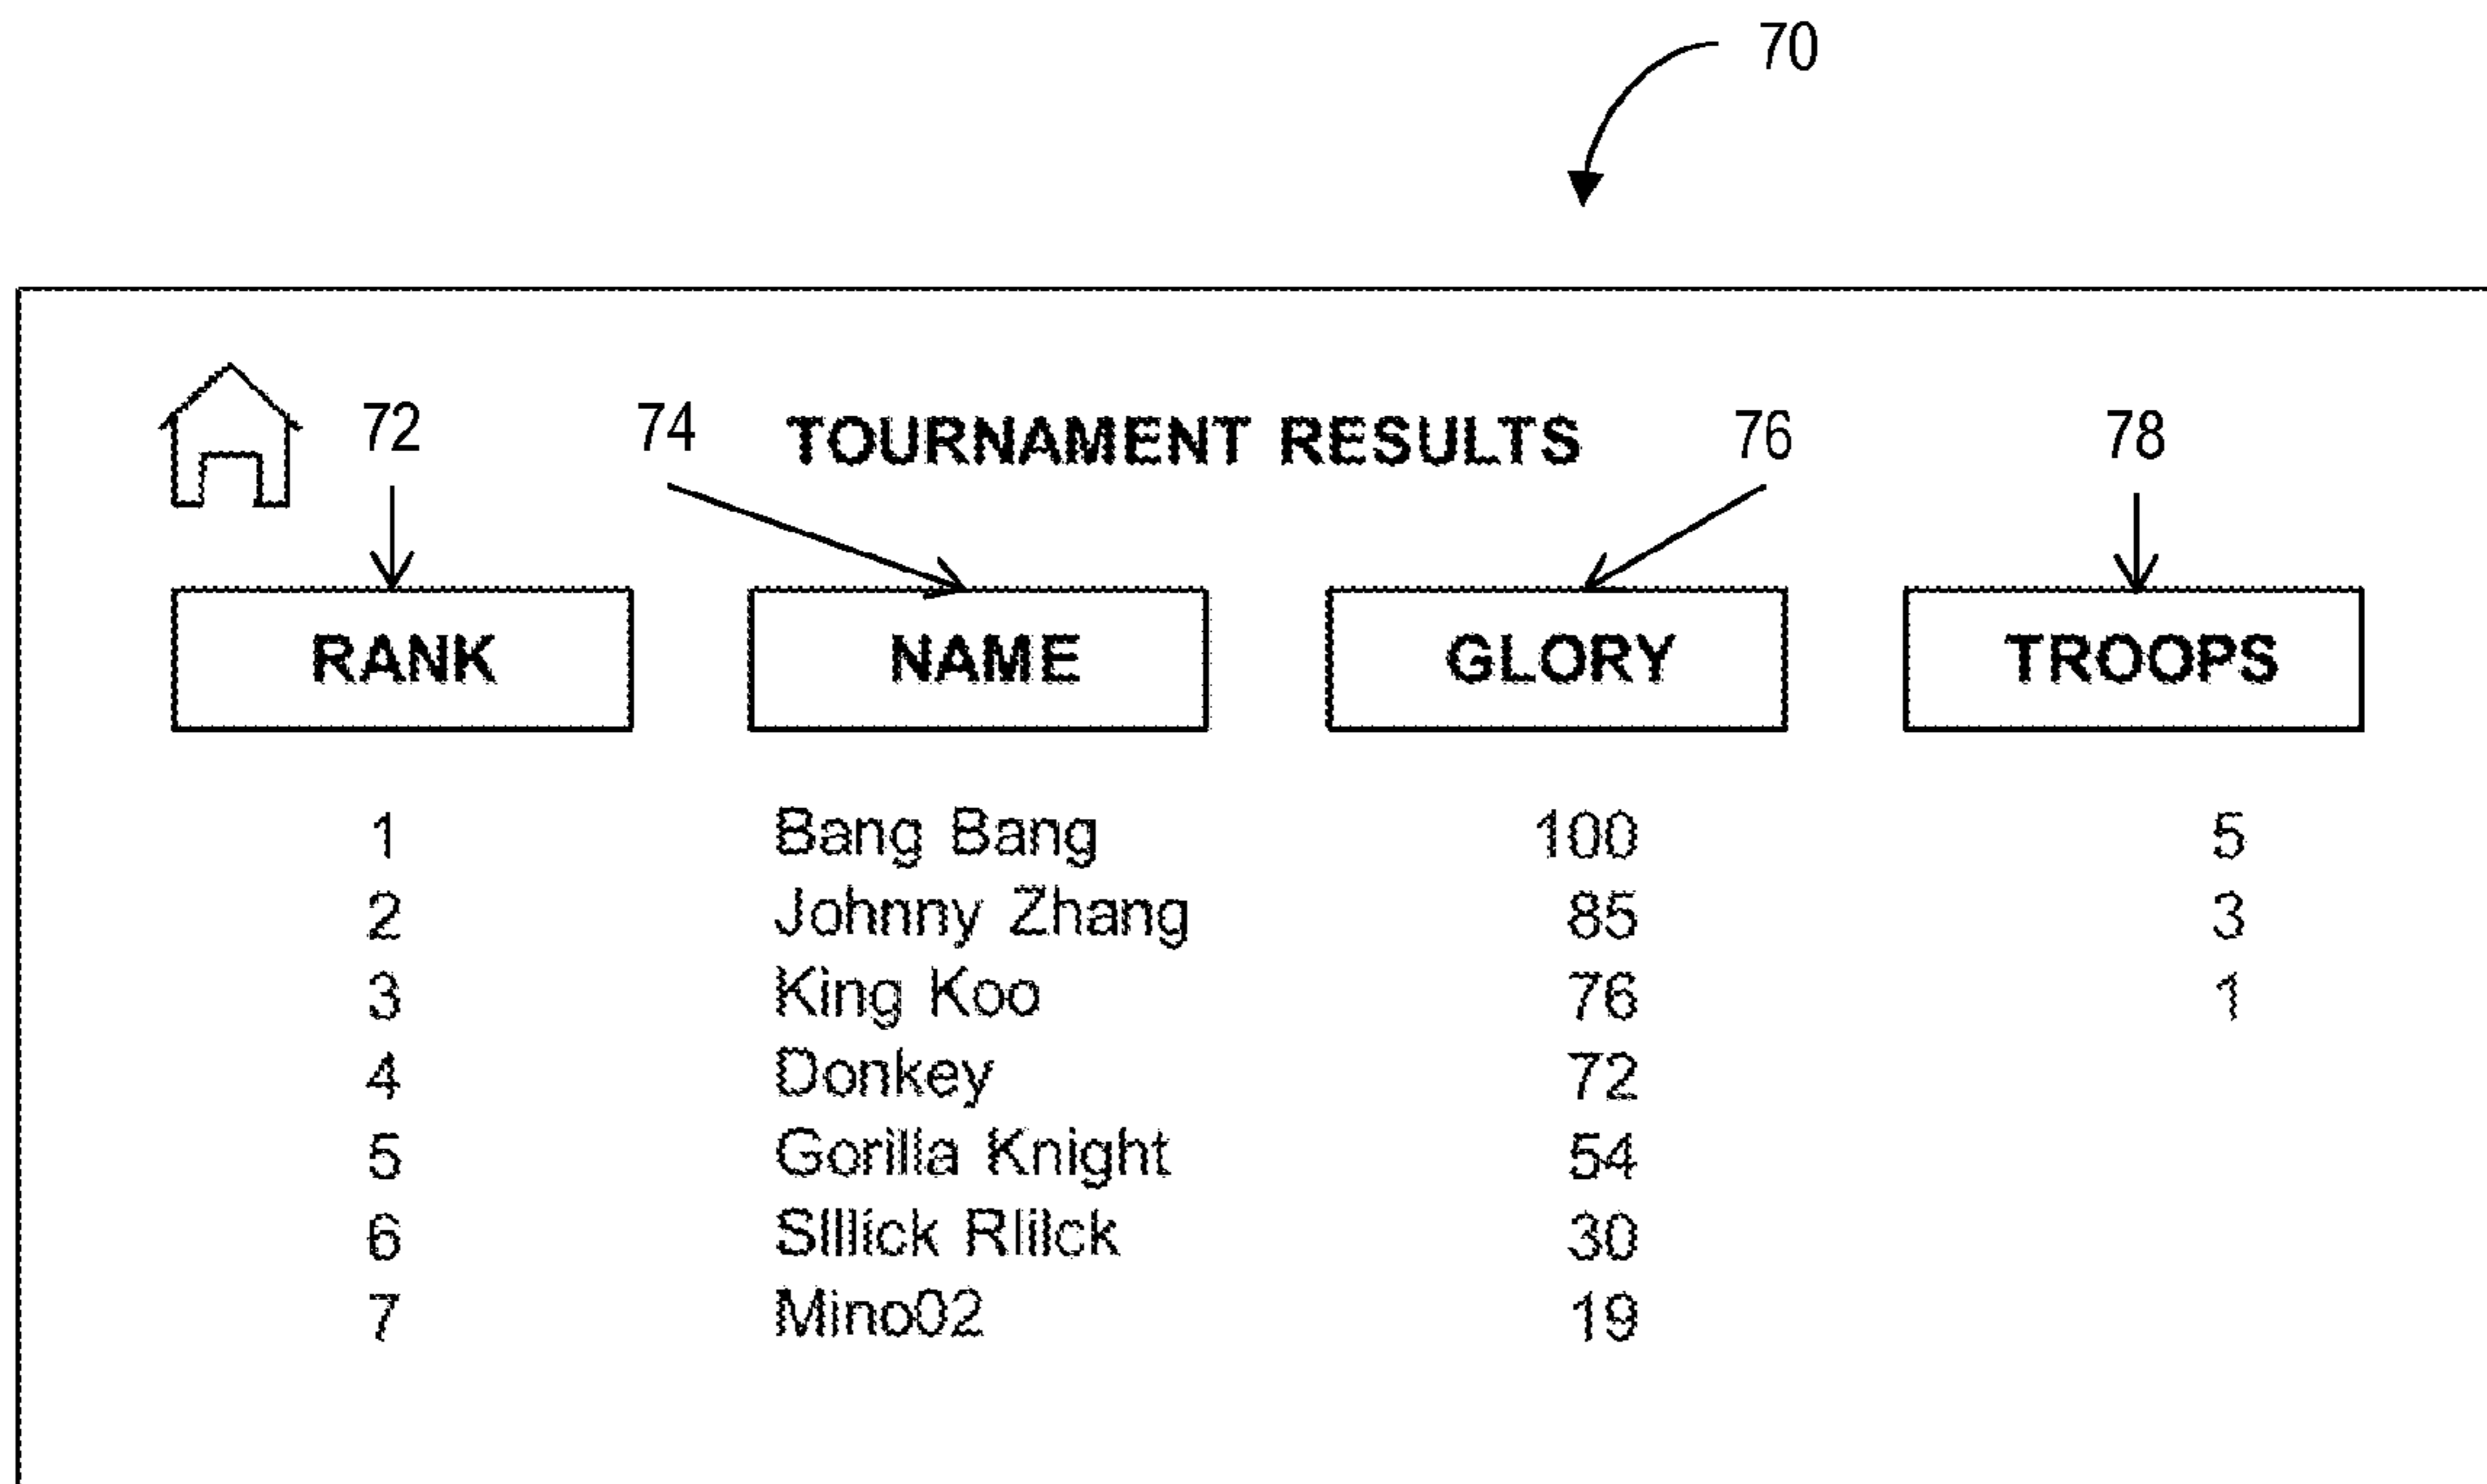 70
72 74 TOURNAMENT RESULTS 76 78
RANK NAME GLORY TROOPS
1 Bang Bang 100 5
2 Johnny Zhang 85 3
3 King Koo 76 1
4 Donkey 72
5 Gorilla Knight 54
6 Slllick Rlilck 30
7 Mino02 19